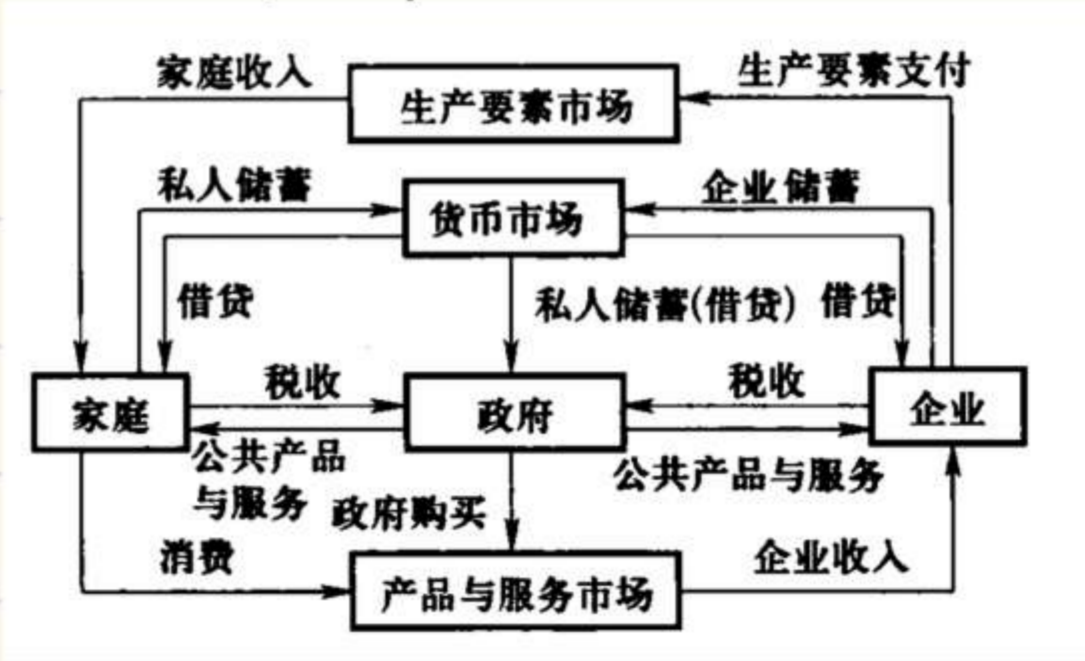 家庭收入
生产要素市场
生产要素支付
私人储蓄
货币市场
企业储蓄
借贷
私人储蓄(借贷)
借贷
家庭
税收
政府
税收
企业
公共产品
与服务
政府购买
公共产品与服务
消费
产品与服务市场
企业收入